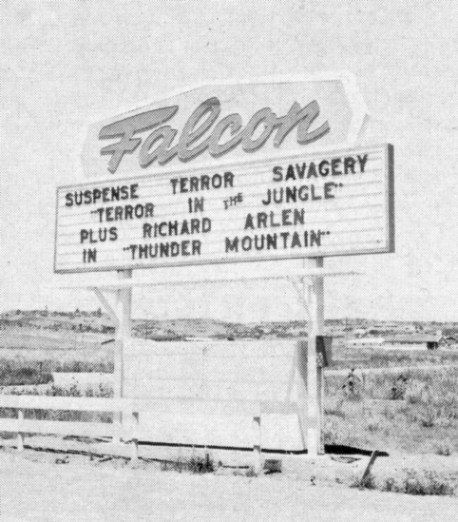 Falcon
SUSPENSE TERROR SAVAGERY
"TERROR IN THE JUNGLE"
PLUS RICHARD ARLEN
IN "THUNDER MOUNTAIN"